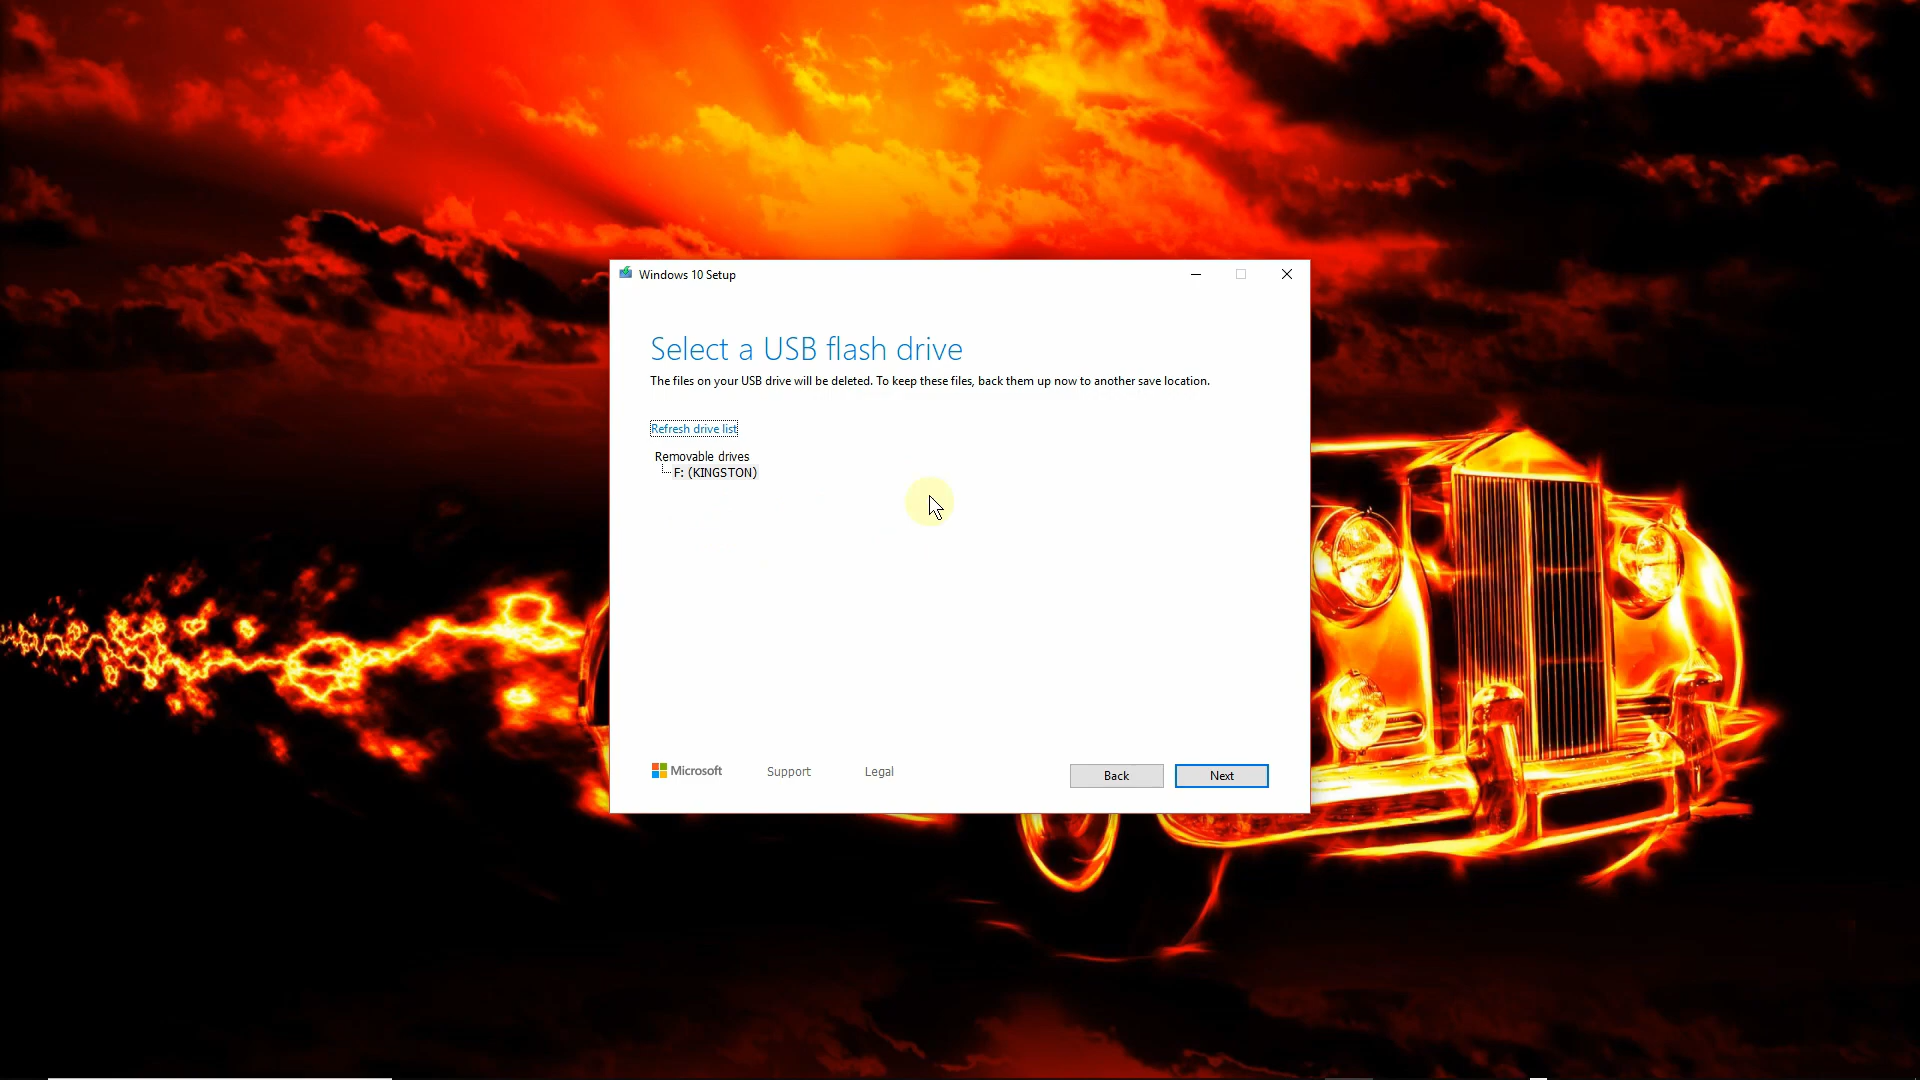 Windows 10 Setup
Select a USB flash drive
The files on your USB drive will be deleted. To keep these files, back them up now to another save location.
Refresh drive list
Removable drives
F: (KINGSTON)
Microsoft Support Legal Back Next